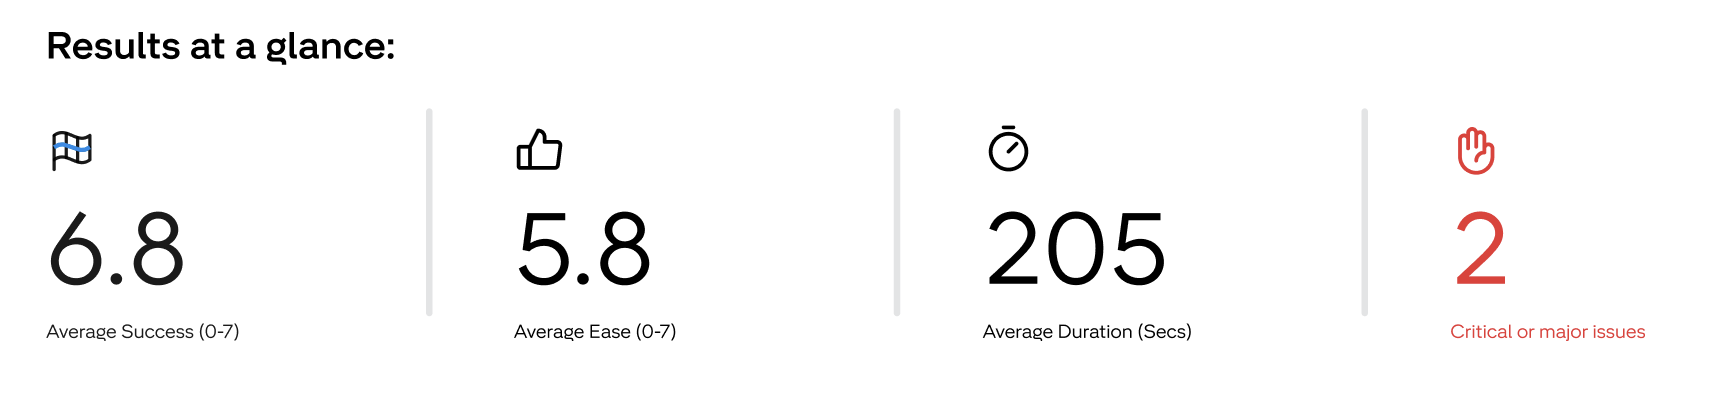 Results at a glance:
6.8
Average Success (0-7)
5.8
Average Ease (0-7)
205
Average Duration (Secs)
2
Critical or major issues